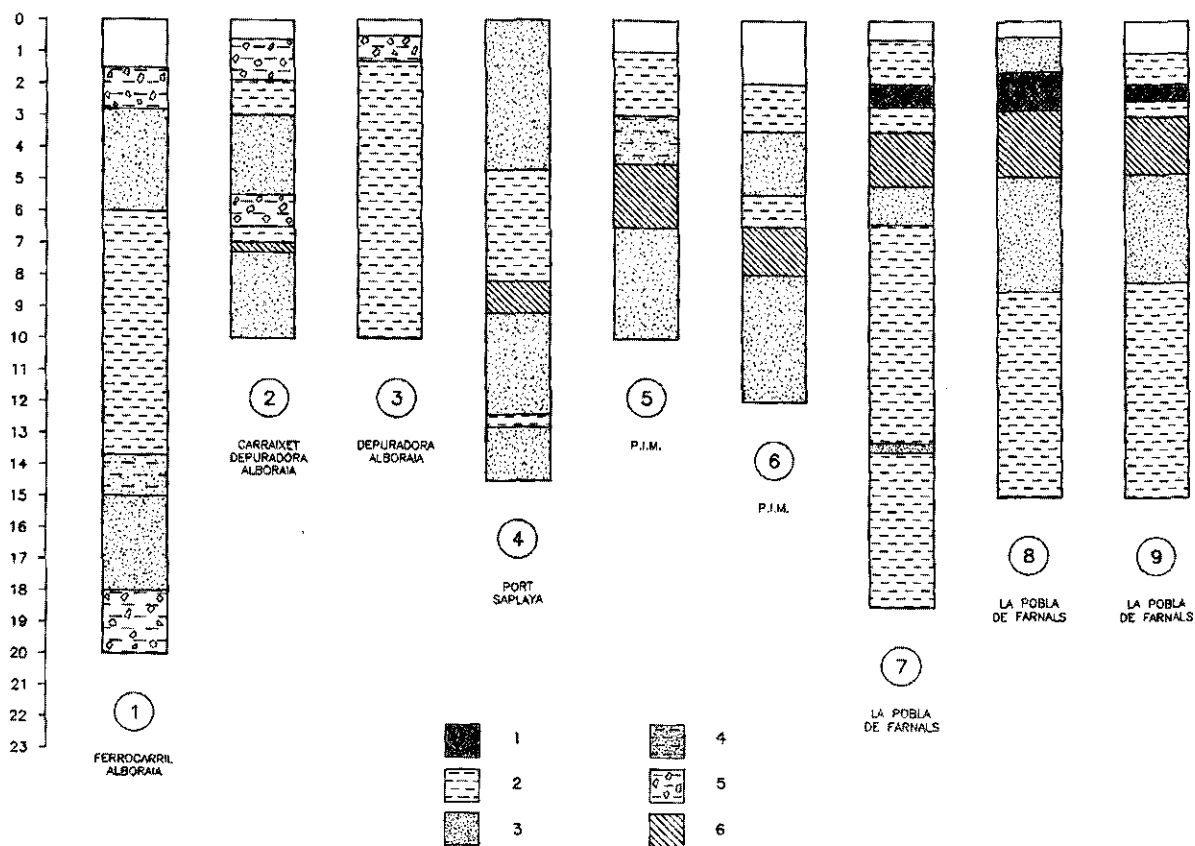 0
1
2
3
4
5
6
7
8
9
10
11
12
13
14
15
16
17
18
19
20
21
22
23
1
FERROCARRIL
ALBORAIA
2
CARRAIXET
DEPURADORA
ALBORAIA
3
DEPURADORA
ALBORAIA
4
PORT
SAPLAYA
5
P.I.M.
6
P.I.M.
7
LA POBLA
DE FARNALS
8
LA POBLA
DE FARNALS
9
LA POBLA
DE FARNALS
1
2
3
4
5
6